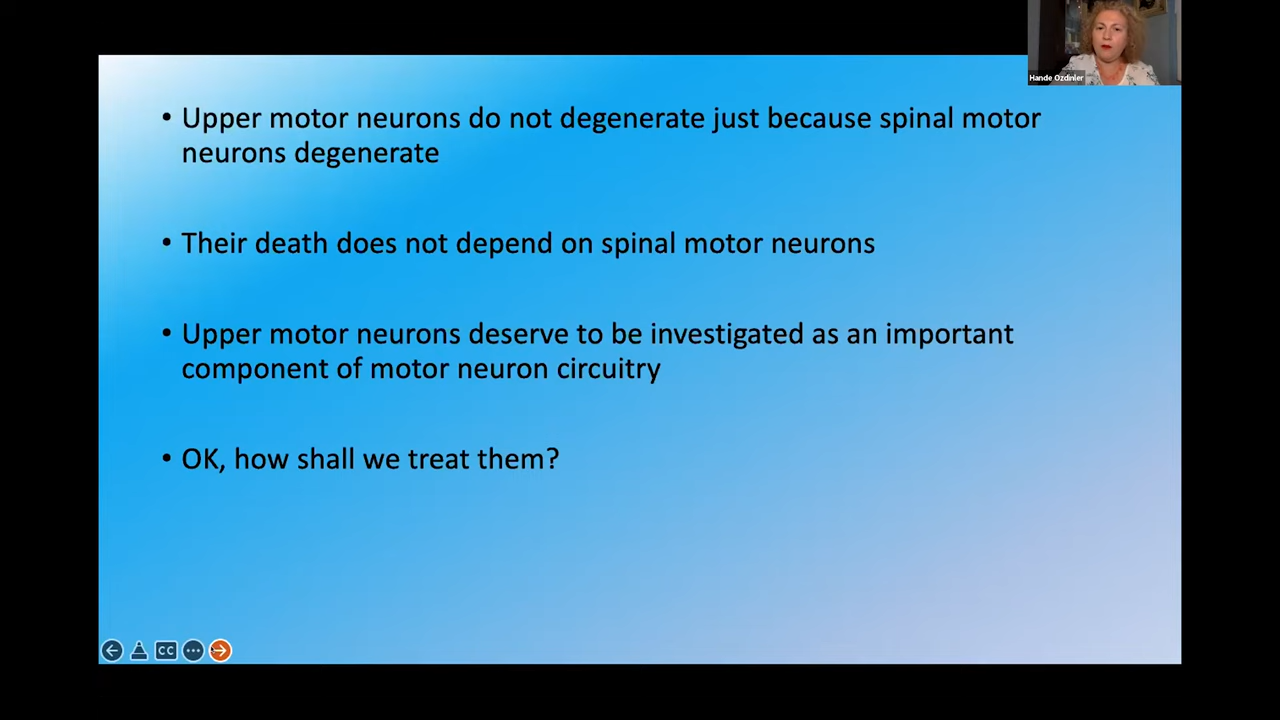 Hande Ozdinler
• Upper motor neurons do not degenerate just because spinal motor
neurons degenerate
• Their death does not depend on spinal motor neurons
• Upper motor neurons deserve to be investigated as an important
component of motor neuron circuitry
• OK, how shall we treat them?
CC